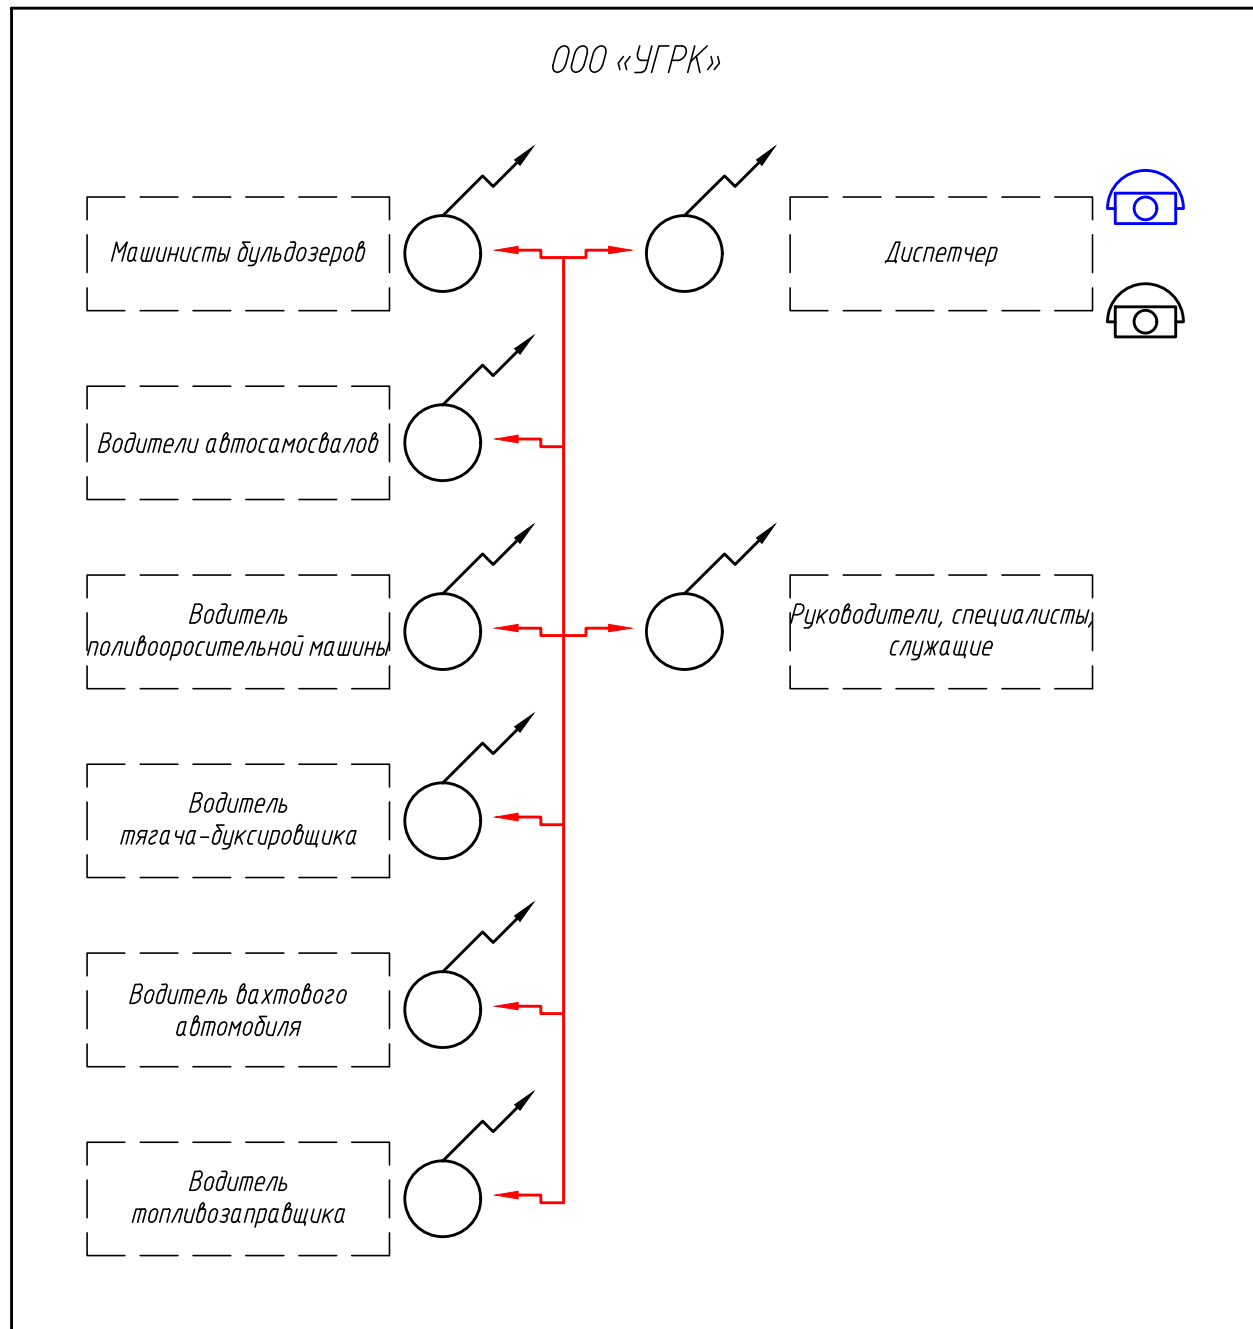 ООО «УГРК»
Машинисты бульдозеров
Диспетчер
Водители автосамосвалов
Водитель
поливооросительной машины
Руководители, специалисты,
служащие
Водитель
тягача-буксировщика
Водитель вахтового
автомобиля
Водитель
топливозаправщика